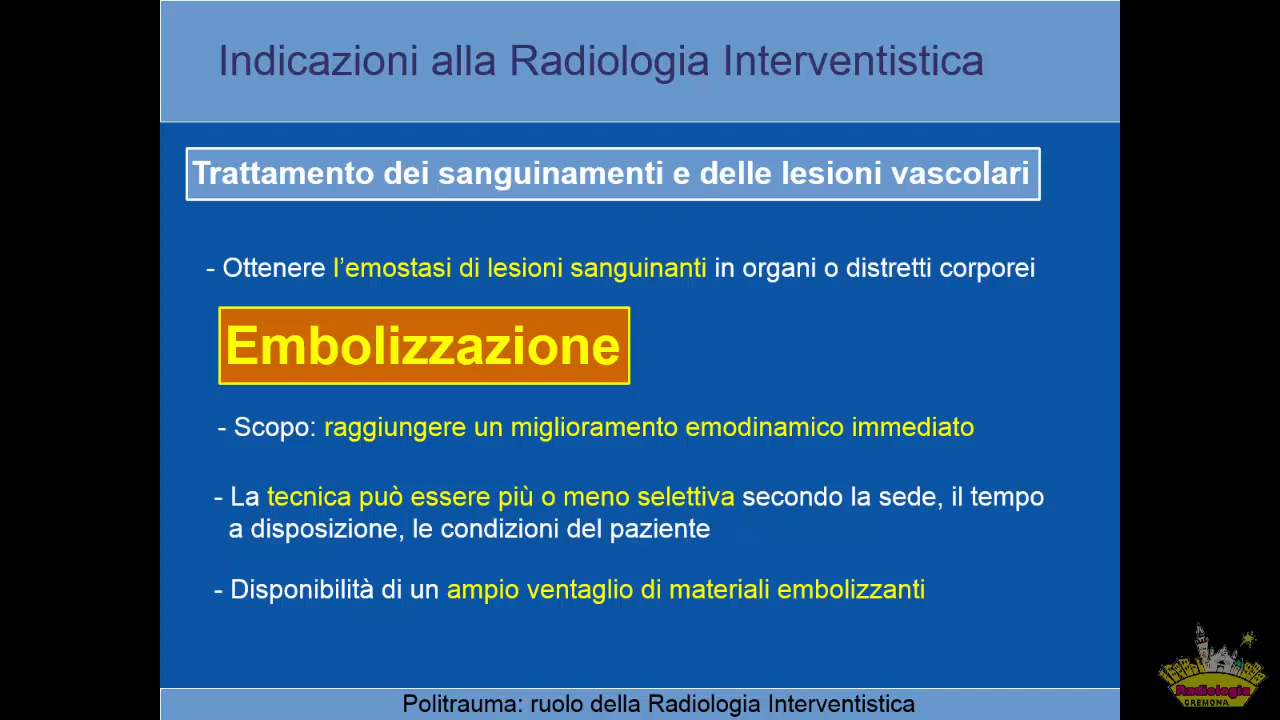 Indicazioni alla Radiologia Interventistica
Trattamento dei sanguinamenti e delle lesioni vascolari
- Ottenere l’emostasi di lesioni sanguinanti in organi o distretti corporei
Embolizzazione
- Scopo: raggiungere un miglioramento emodinamico immediato
- La tecnica può essere più o meno selettiva secondo la sede, il tempo
a disposizione, le condizioni del paziente
- Disponibilità di un ampio ventaglio di materiali embolizzanti
Politrauma: ruolo della Radiologia Interventistica
Radiologia
CREMONA